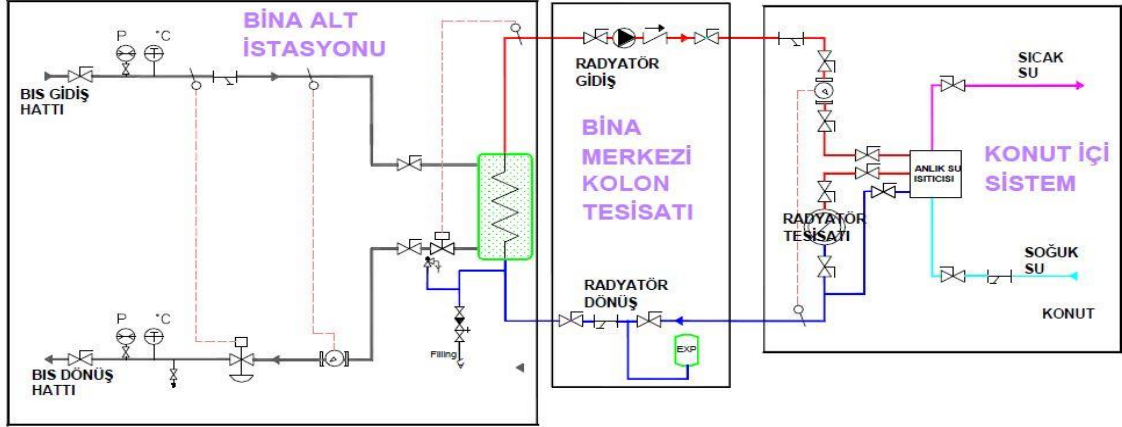 BİNA ALT
İSTASYONU
P
°C
BIS GİDİŞ
HATTI
P
°C
BIS DÖNÜŞ
HATTI
Filling
RADYATÖR
GİDİŞ
BİNA
MERKEZİ
KOLON
TESİSATI
RADYATÖR
DÖNÜŞ
EXP
SICAK
SU
KONUT İÇİ
SİSTEM
ANLIK SU
ISITICISI
RADYATÖR
TESİSATI
SOĞUK
SU
KONUT